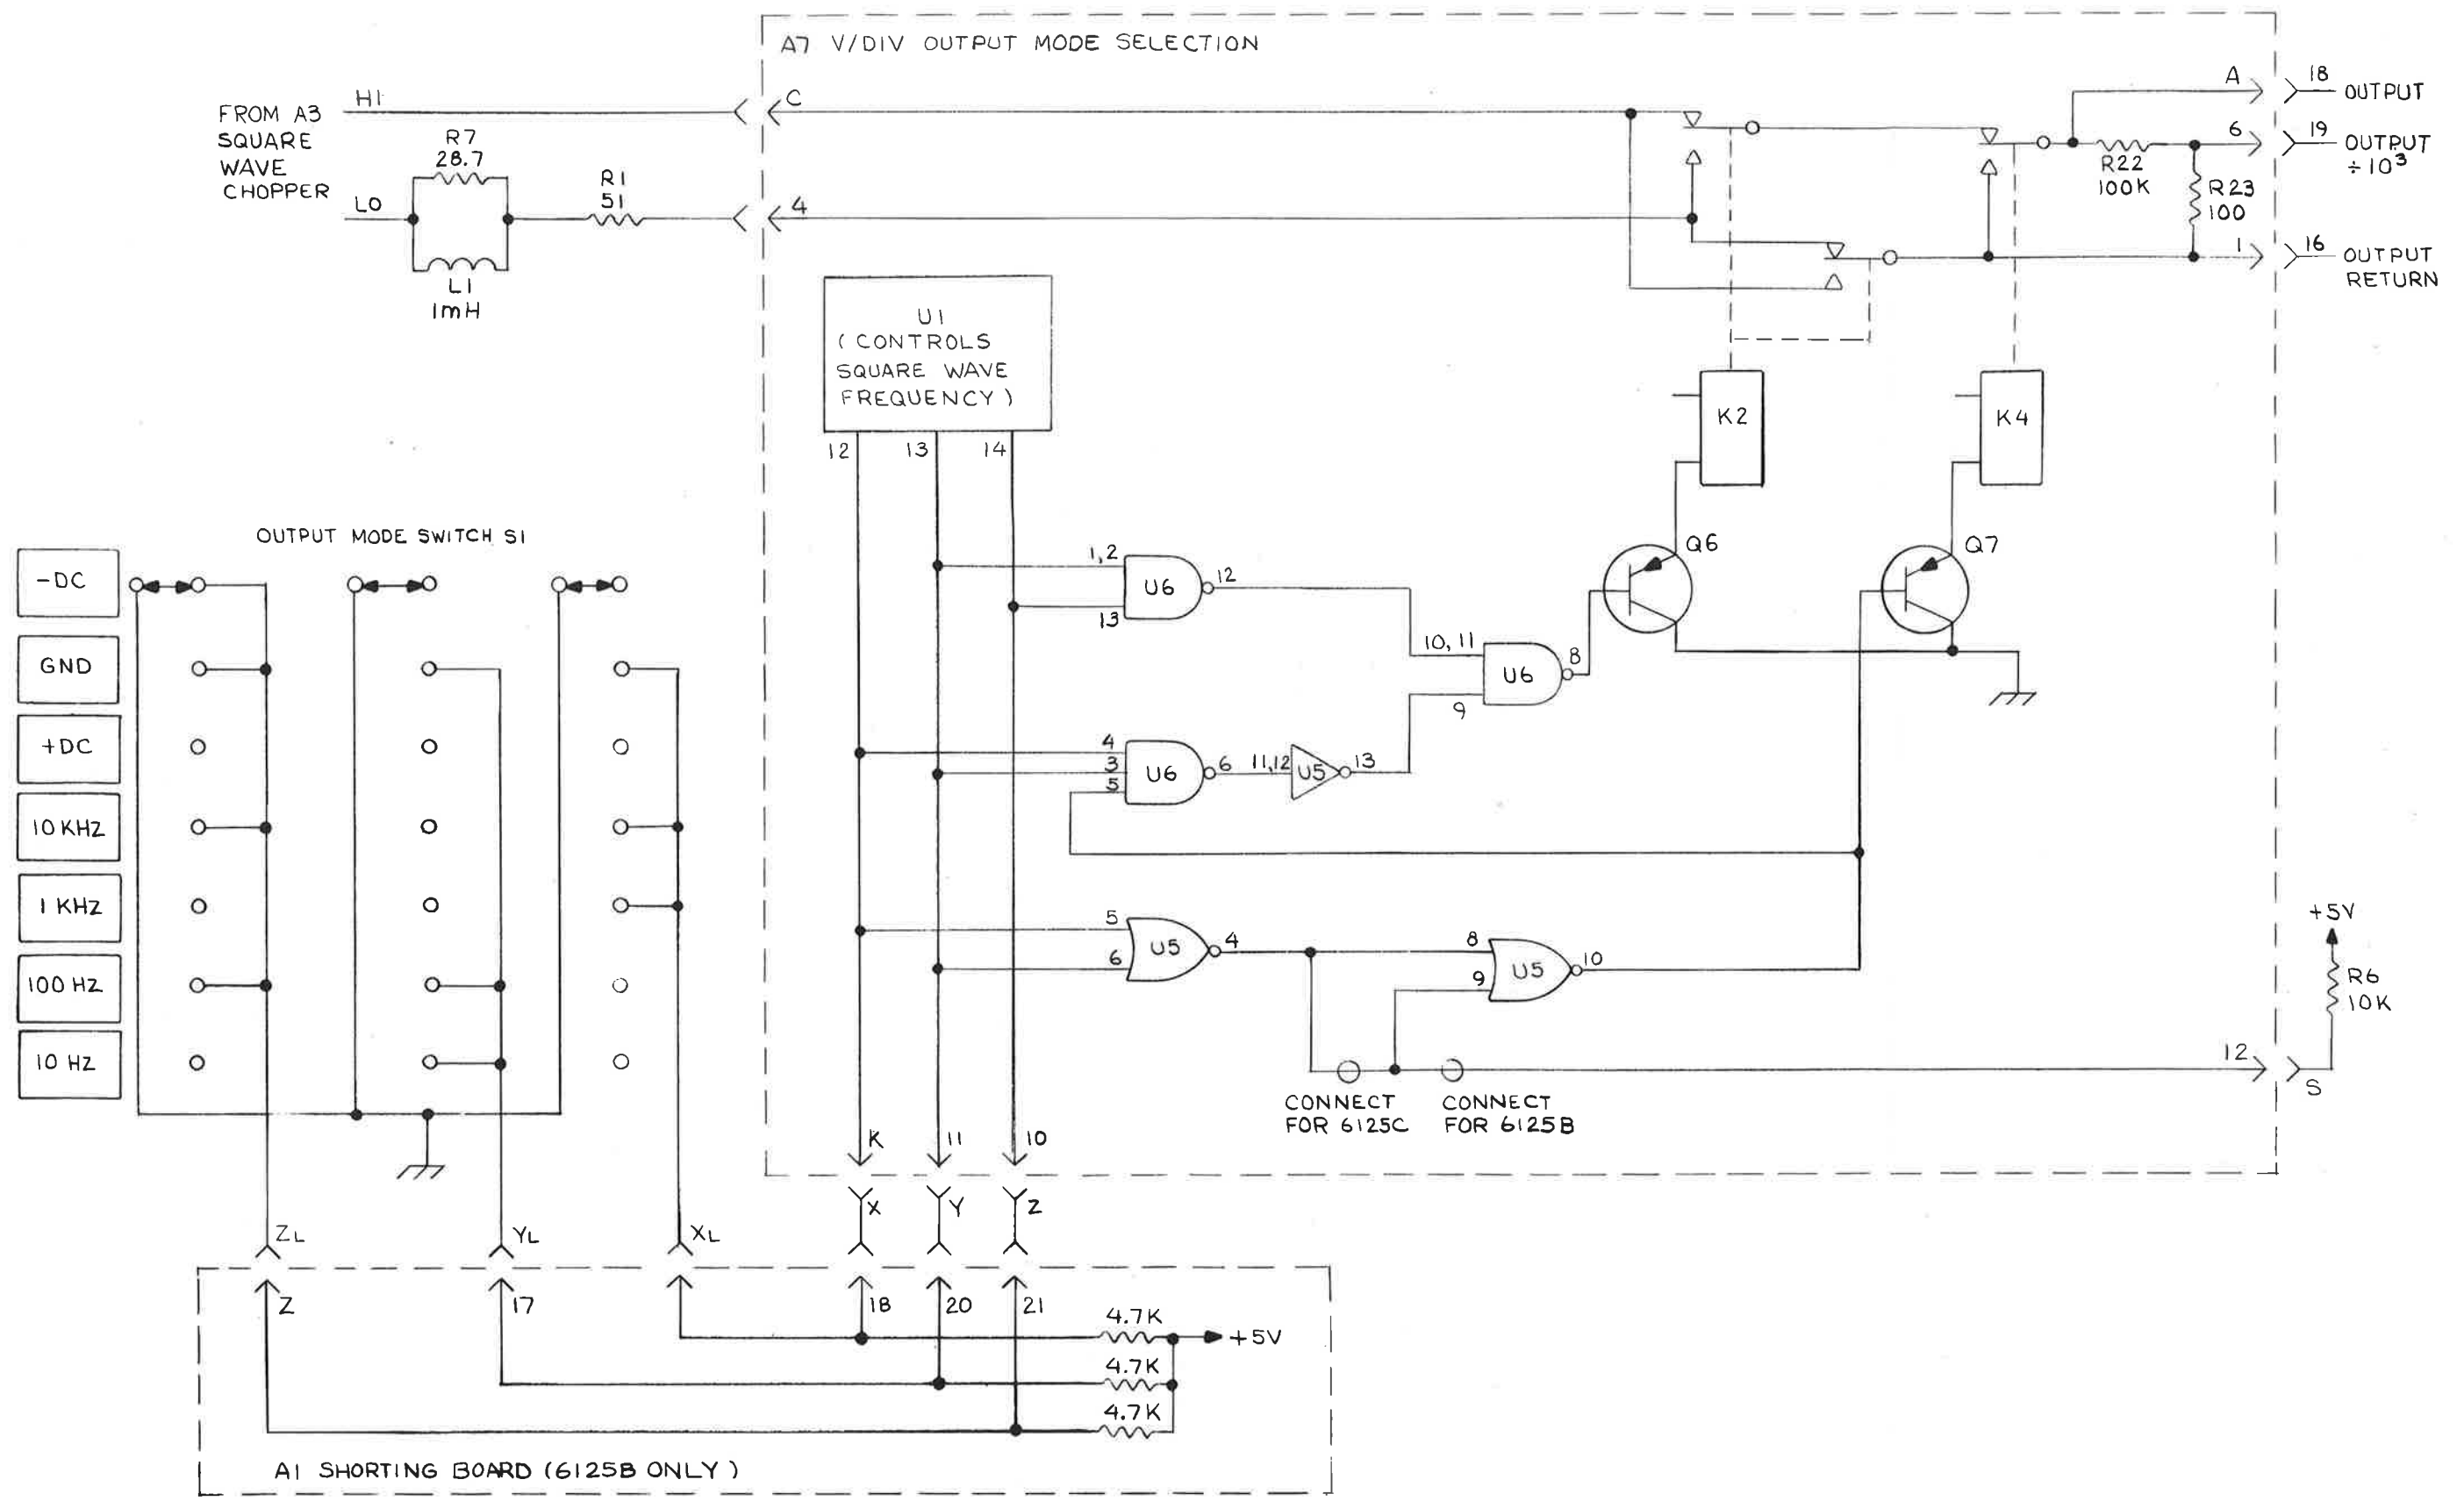 A7 V/DIV OUTPUT MODE SELECTION
FROM A3
SQUARE
WAVE
CHOPPER
HI
LO
R7
28.7
L1
1mH
R1
51
C
4
A
18
OUTPUT
6
19
OUTPUT
÷10³
R22
100K
R23
100
1
16
OUTPUT
RETURN
U1
(CONTROLS
SQUARE WAVE
FREQUENCY)
12
13
14
K2
K4
Q6
Q7
OUTPUT MODE SWITCH S1
-DC
GND
+DC
10 KHZ
1 KHZ
100 HZ
10 HZ
1,2
13
U6
12
10, 11
9
U6
8
4
3
5
U6
6
11,12
U5
13
5
6
U5
4
8
9
U5
10
+5V
R6
10K
12
S
CONNECT
FOR 6125C
CONNECT
FOR 6125B
K
11
10
X
Y
Z
ZL
YL
XL
Z
17
18
20
21
4.7K
+5V
4.7K
4.7K
A1 SHORTING BOARD (6125B ONLY)